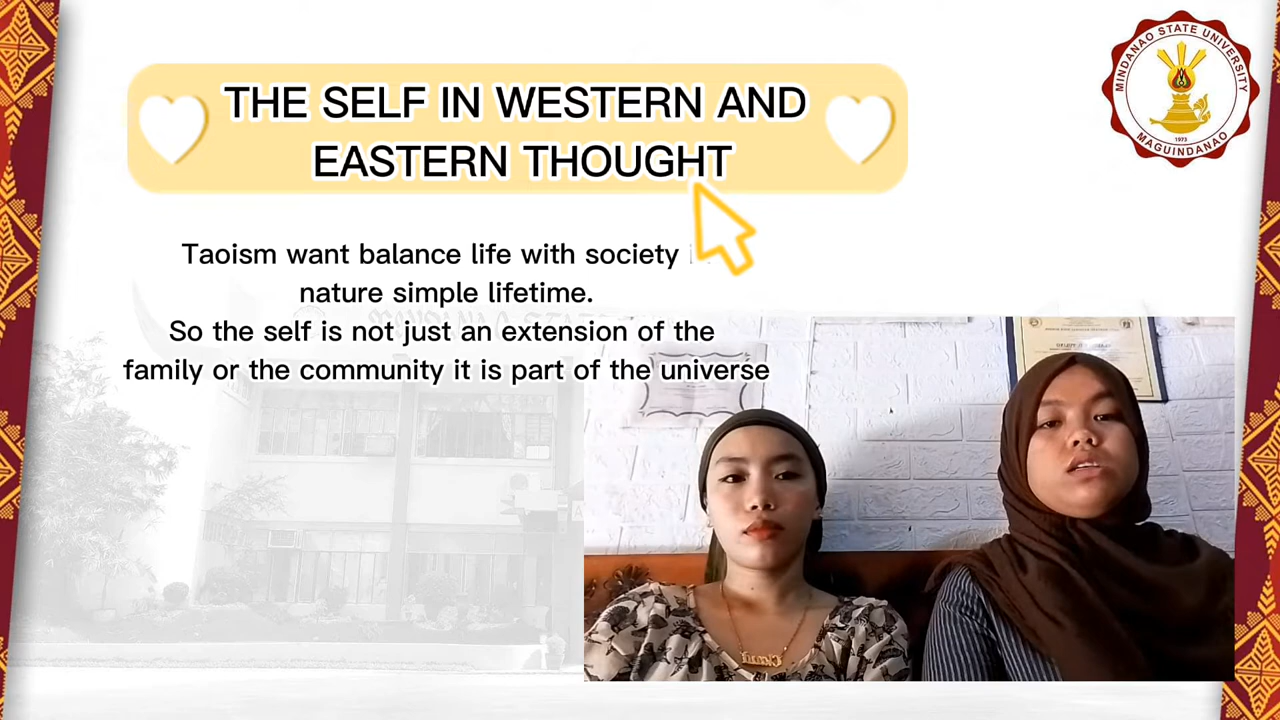 THE SELF IN WESTERN AND
EASTERN THOUGHT
MINDANAO STATE UNIVERSITY
1973
MAGUINDANAO
Taoism want balance life with society
nature simple lifetime.
So the self is not just an extension of the
family or the community it is part of the universe